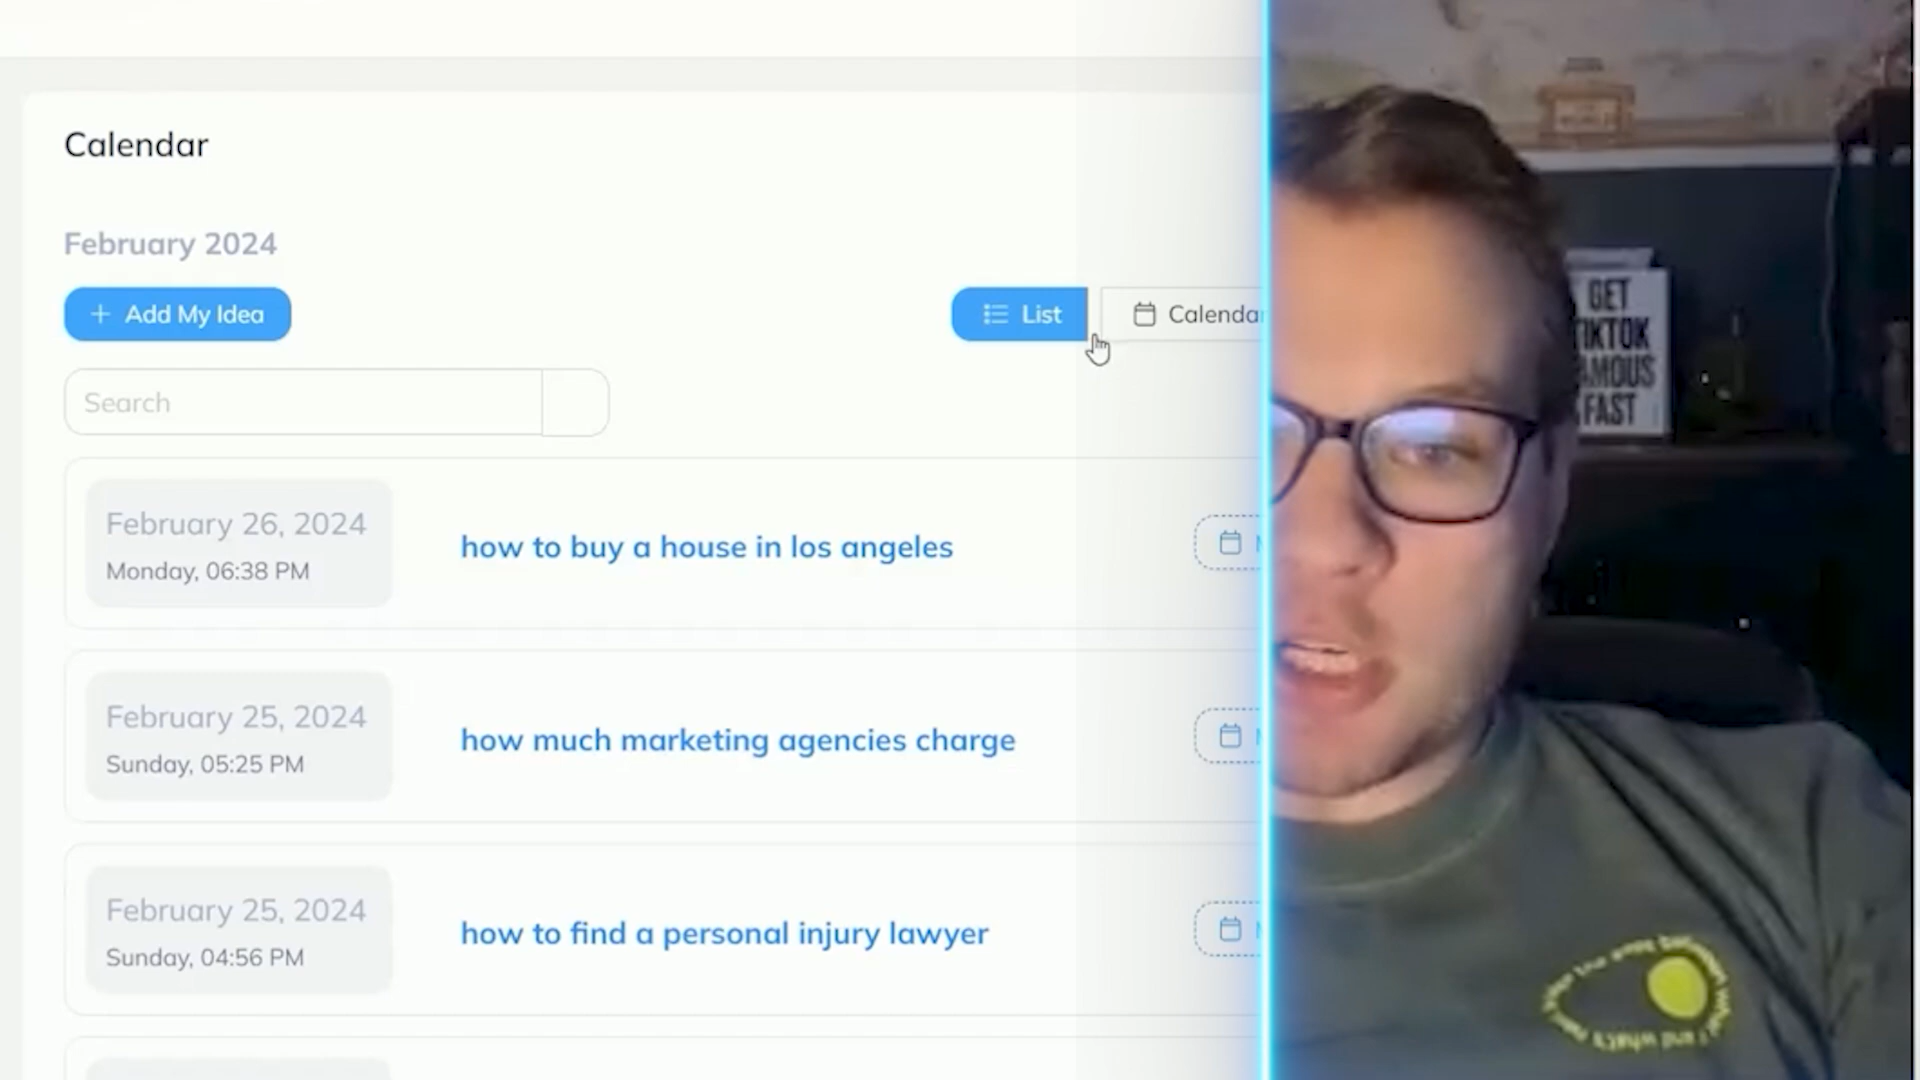 Calendar
February 2024
+ Add My Idea
List
Calendar
Search
February 26, 2024
Monday, 06:38 PM
how to buy a house in los angeles
February 25, 2024
Sunday, 05:25 PM
how much marketing agencies charge
February 25, 2024
Sunday, 04:56 PM
how to find a personal injury lawyer
GET
TIKTOK
FAMOUS
FAST